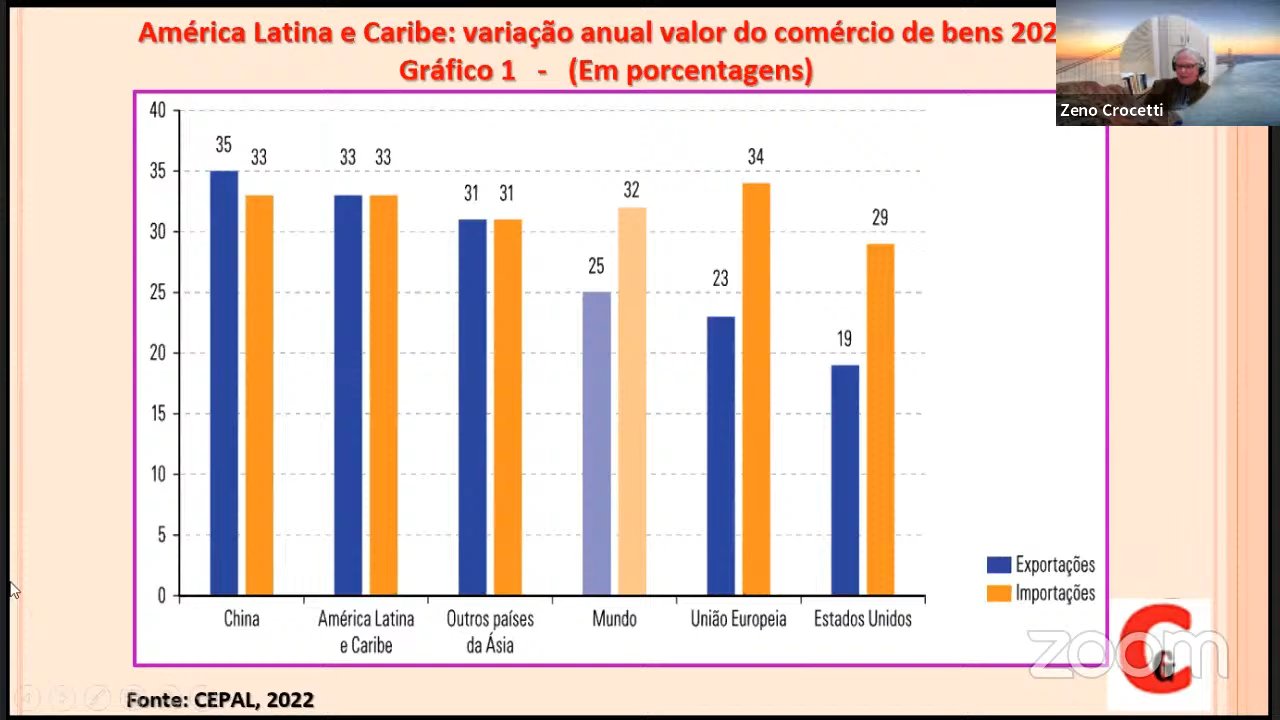 América Latina e Caribe: variação anual valor do comércio de bens 202
Gráfico 1 - (Em porcentagens)
Zeno Crocetti
40
35
30
25
20
15
10
5
0
35
33
33
33
31
31
25
32
23
34
19
29
China
América Latina
e Caribe
Outros países
da Ásia
Mundo
União Europeia
Estados Unidos
Exportações
Importações
zoom
C
G
Fonte: CEPAL, 2022